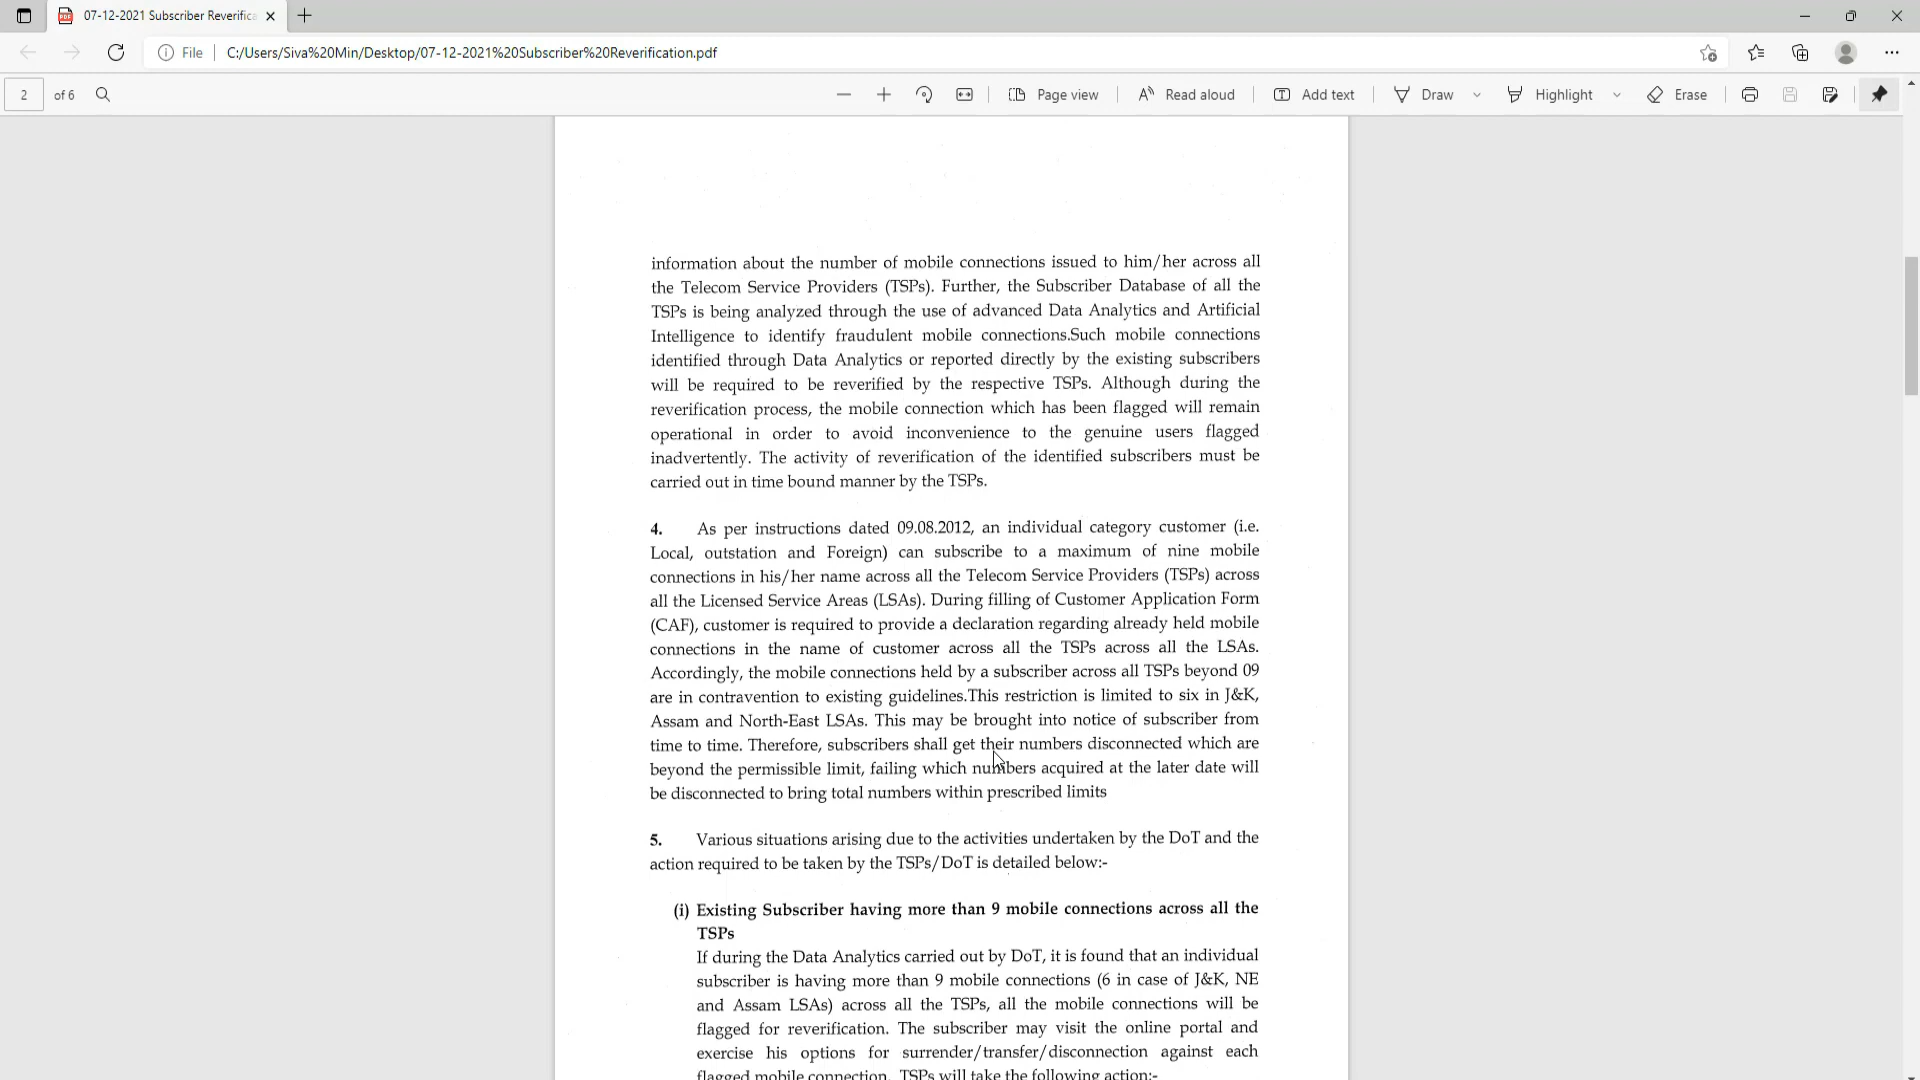 07-12-2021 Subscriber Reverifica
File
C:/Users/Siva%20Min/Desktop/07-12-2021%20Subscriber%20Reverification.pdf
2 of 6
Page view
Read aloud
Add text
Draw
Highlight
Erase
information about the number of mobile connections issued to him/her across all
the Telecom Service Providers (TSPs). Further, the Subscriber Database of all the
TSPs is being analyzed through the use of advanced Data Analytics and Artificial
Intelligence to identify fraudulent mobile connections.Such mobile connections
identified through Data Analytics or reported directly by the existing subscribers
will be required to be reverified by the respective TSPs. Although during the
reverification process, the mobile connection which has been flagged will remain
operational in order to avoid inconvenience to the genuine users flagged
inadvertently. The activity of reverification of the identified subscribers must be
carried out in time bound manner by the TSPs.
4. As per instructions dated 09.08.2012, an individual category customer (i.e.
Local, outstation and Foreign) can subscribe to a maximum of nine mobile
connections in his/her name across all the Telecom Service Providers (TSPs) across
all the Licensed Service Areas (LSAs). During filling of Customer Application Form
(CAF), customer is required to provide a declaration regarding already held mobile
connections in the name of customer across all the TSPs across all the LSAs.
Accordingly, the mobile connections held by a subscriber across all TSPs beyond 09
are in contravention to existing guidelines.This restriction is limited to six in J&K,
Assam and North-East LSAs. This may be brought into notice of subscriber from
time to time. Therefore, subscribers shall get their numbers disconnected which are
beyond the permissible limit, failing which numbers acquired at the later date will
be disconnected to bring total numbers within prescribed limits
5. Various situations arising due to the activities undertaken by the DoT and the
action required to be taken by the TSPs/DoT is detailed below:-
(i) Existing Subscriber having more than 9 mobile connections across all the
TSPs
If during the Data Analytics carried out by DoT, it is found that an individual
subscriber is having more than 9 mobile connections (6 in case of J&K, NE
and Assam LSAs) across all the TSPs, all the mobile connections will be
flagged for reverification. The subscriber may visit the online portal and
exercise his options for surrender/transfer/disconnection against each
flagged mobile connection. TSPs will take the following action:-